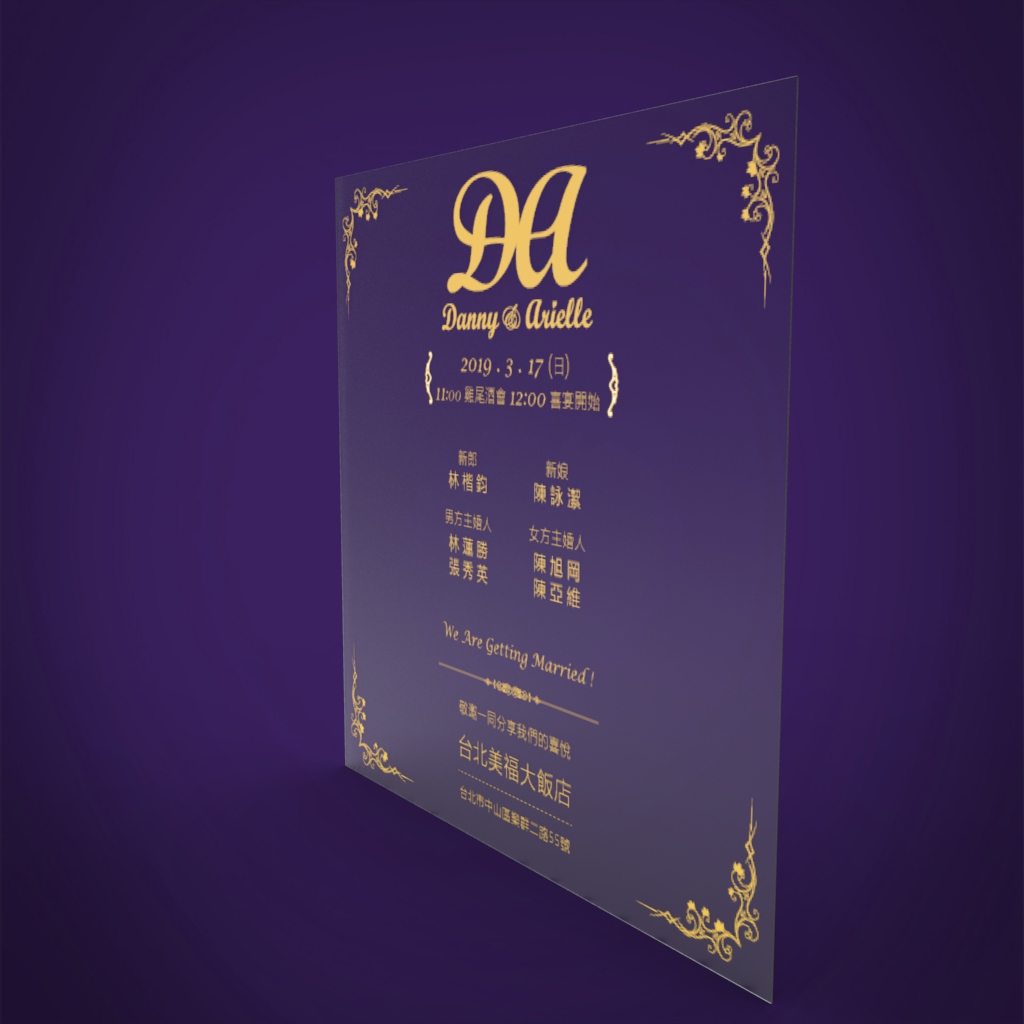 DA
Danny & Arielle
2019 . 3 . 17 (日)
11:00 雞尾酒會 12:00 喜宴開始
新郎
林楷鈞
新娘
陳詠潔
男方主婚人
林蓮勝
張秀英
女方主婚人
陳旭岡
陳亞維
We Are Getting Married !
敬邀一同分享我們的喜悅
台北美福大飯店
台北市中山區樂群二路55號